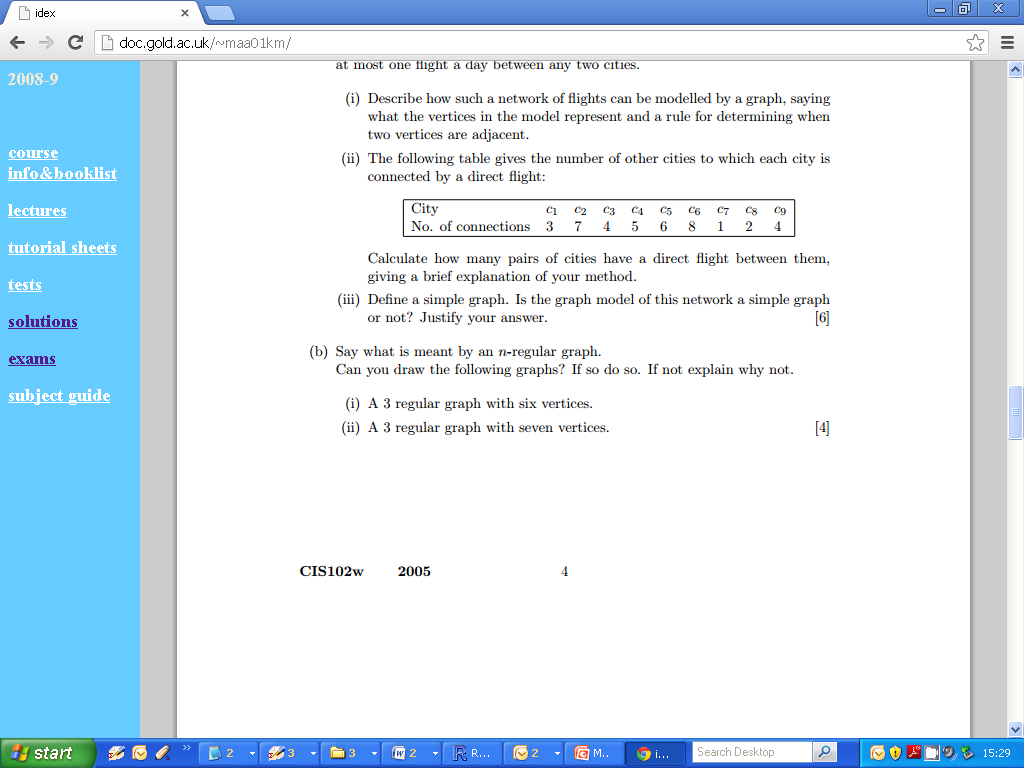 idex
doc.gold.ac.uk/~maa01km/
2008-9
course
info&booklist
lectures
tutorial sheets
tests
solutions
exams
subject guide
at most one flight a day between any two cities.
(i) Describe how such a network of flights can be modelled by a graph, saying
what the vertices in the model represent and a rule for determining when
two vertices are adjacent.
(ii) The following table gives the number of other cities to which each city is
connected by a direct flight:
City c1 c2 c3 c4 c5 c6 c7 c8 c9
No. of connections 3 7 4 5 6 8 1 2 4
Calculate how many pairs of cities have a direct flight between them,
giving a brief explanation of your method.
(iii) Define a simple graph. Is the graph model of this network a simple graph
or not? Justify your answer. [6]
(b) Say what is meant by an n-regular graph.
Can you draw the following graphs? If so do so. If not explain why not.
(i) A 3 regular graph with six vertices.
(ii) A 3 regular graph with seven vertices. [4]
CIS102w 2005 4
start 2 3 3 2 R... 2 M.. i... Search Desktop 15:29